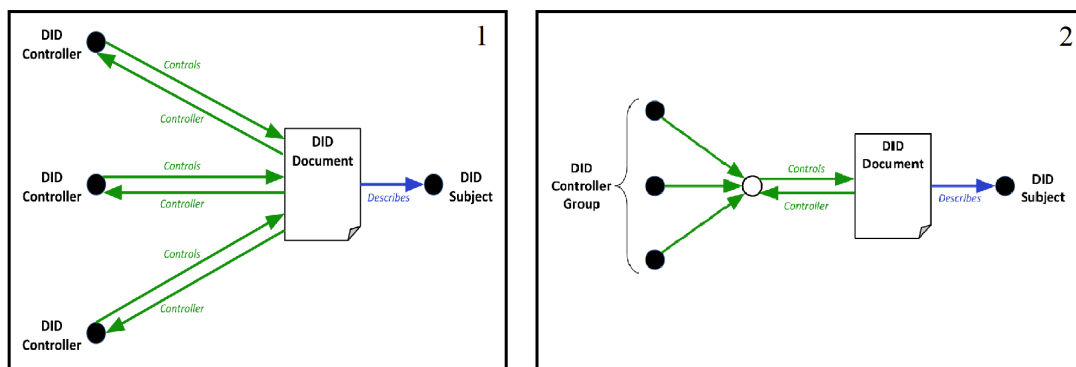 1
DID
Controller
Controls
Controller
DID
Document
DID
Controller
Controls
Controller
Describes
DID
Subject
Controls
Controller
DID
Controller
2
DID
Controller
Group
Controls
Controller
DID
Document
Describes
DID
Subject